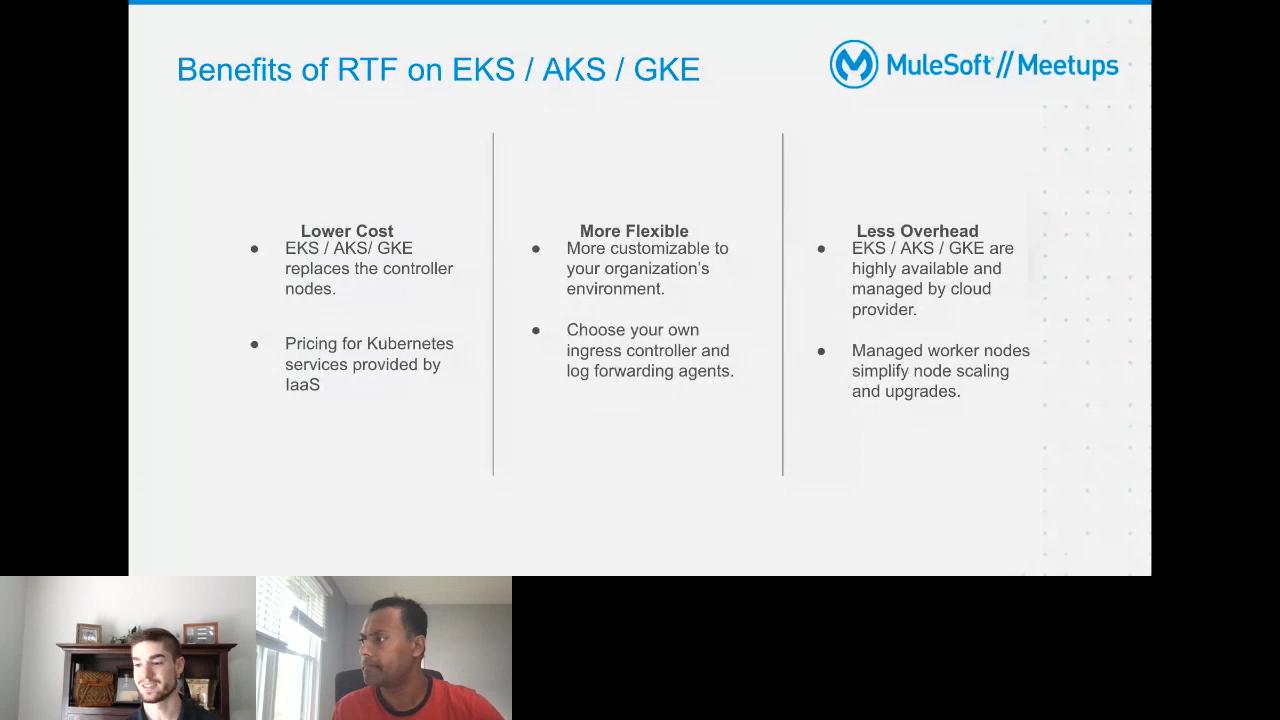 Benefits of RTF on EKS / AKS / GKE
MuleSoft // Meetups
Lower Cost
● EKS / AKS/ GKE
replaces the controller
nodes.
● Pricing for Kubernetes
services provided by
IaaS
More Flexible
● More customizable to
your organization's
environment.
● Choose your own
ingress controller and
log forwarding agents.
Less Overhead
● EKS / AKS / GKE are
highly available and
managed by cloud
provider.
● Managed worker nodes
simplify node scaling
and upgrades.